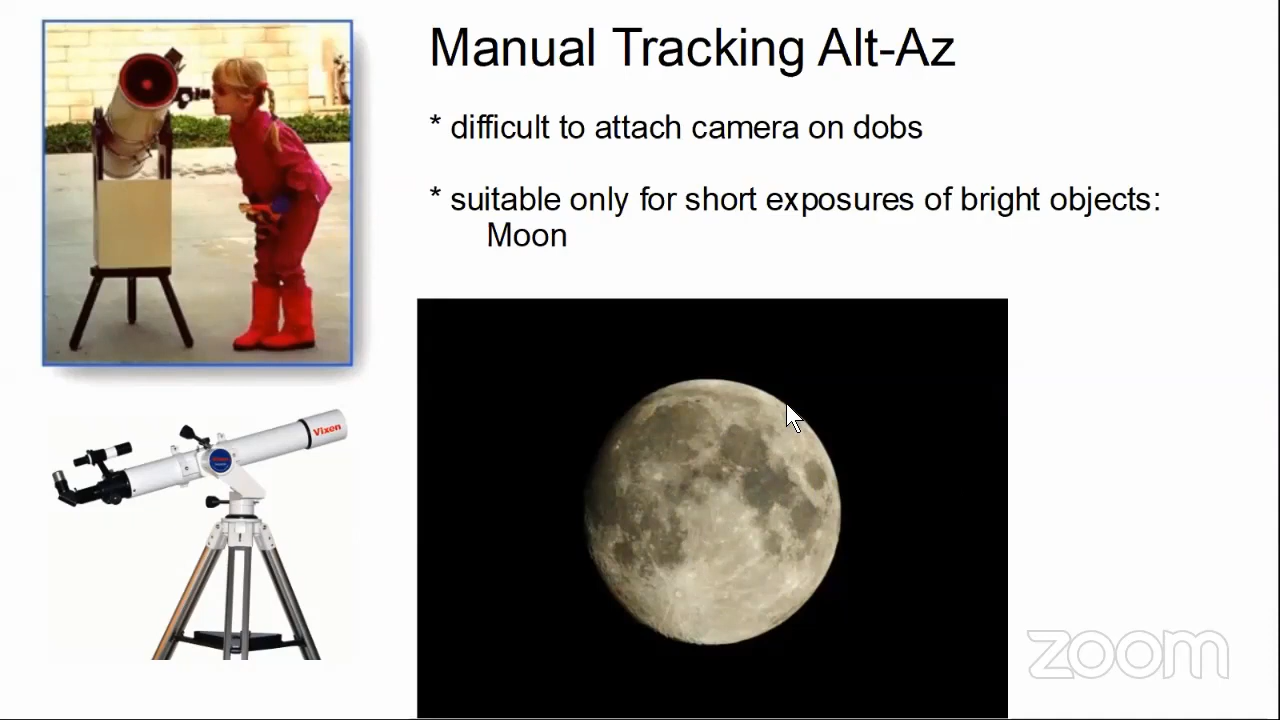 Manual Tracking Alt-Az
* difficult to attach camera on dobs
* suitable only for short exposures of bright objects:
Moon
Vixen
zoom